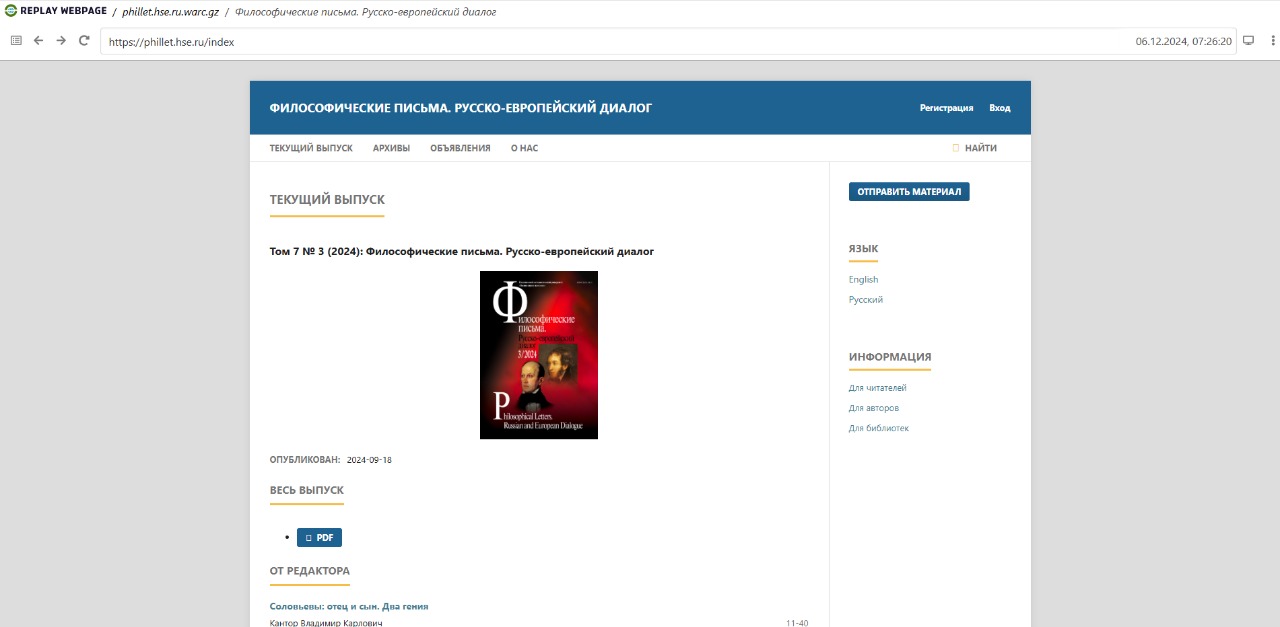 REPLAY WEBPAGE / phillet.hse.ru.warc.gz / Философические письма. Русско-европейский диалог
https://phillet.hse.ru/index 06.12.2024, 07:26:20
ФИЛОСОФИЧЕСКИЕ ПИСЬМА. РУССКО-ЕВРОПЕЙСКИЙ ДИАЛОГ Регистрация Вход
ТЕКУЩИЙ ВЫПУСК АРХИВЫ ОБЪЯВЛЕНИЯ О НАС НАЙТИ
ТЕКУЩИЙ ВЫПУСК
Том 7 № 3 (2024): Философические письма. Русско-европейский диалог
Философические
письма.
Русско-европейский
диалог
3/2024
Philosophical Letters.
Russian and European Dialogue
ОПУБЛИКОВАН: 2024-09-18
ВЕСЬ ВЫПУСК
PDF
ОТ РЕДАКТОРА
Соловьевы: отец и сын. Два гения
Кантор Владимир Карлович 11-40
ОТПРАВИТЬ МАТЕРИАЛ
ЯЗЫК
English
Русский
ИНФОРМАЦИЯ
Для читателей
Для авторов
Для библиотек